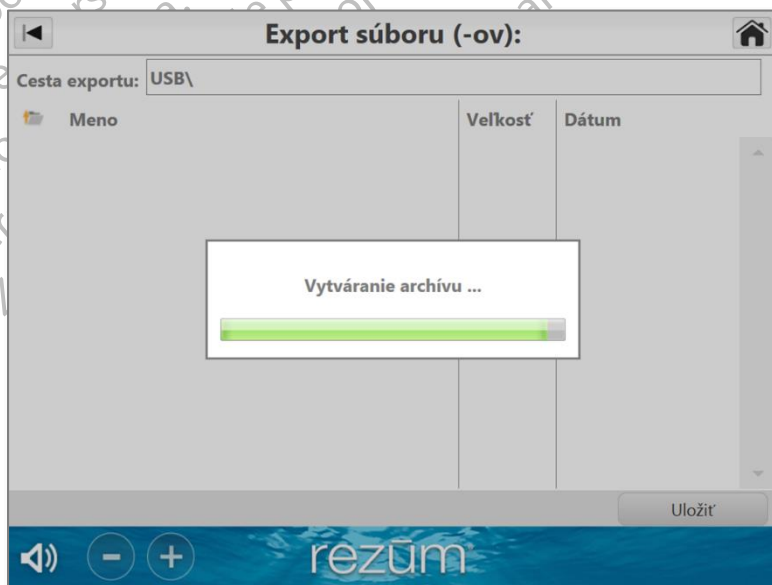 Export súboru (-ov):
Cesta exportu: USB\
Meno Veľkosť Dátum
Vytváranie archívu ...
Uložiť
rezūm